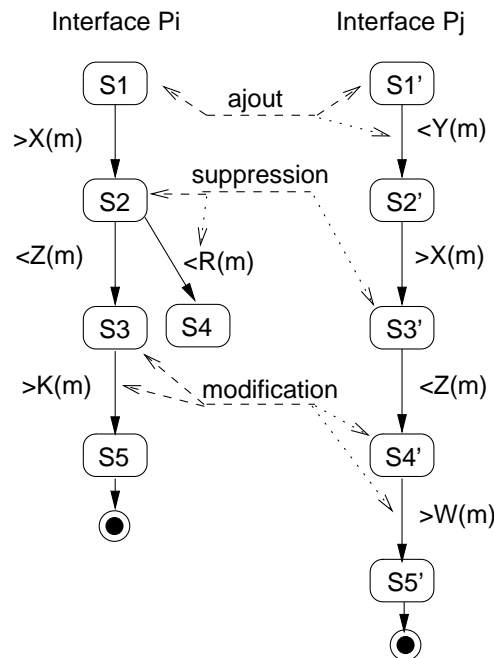 Interface Pi
Interface Pj
S1
ajout
S1'
>X(m)
<Y(m)
suppression
S2
S2'
<Z(m)
<R(m)
>X(m)
S3
S4
S3'
>K(m)
modification
<Z(m)
S5
S4'
>W(m)
S5'